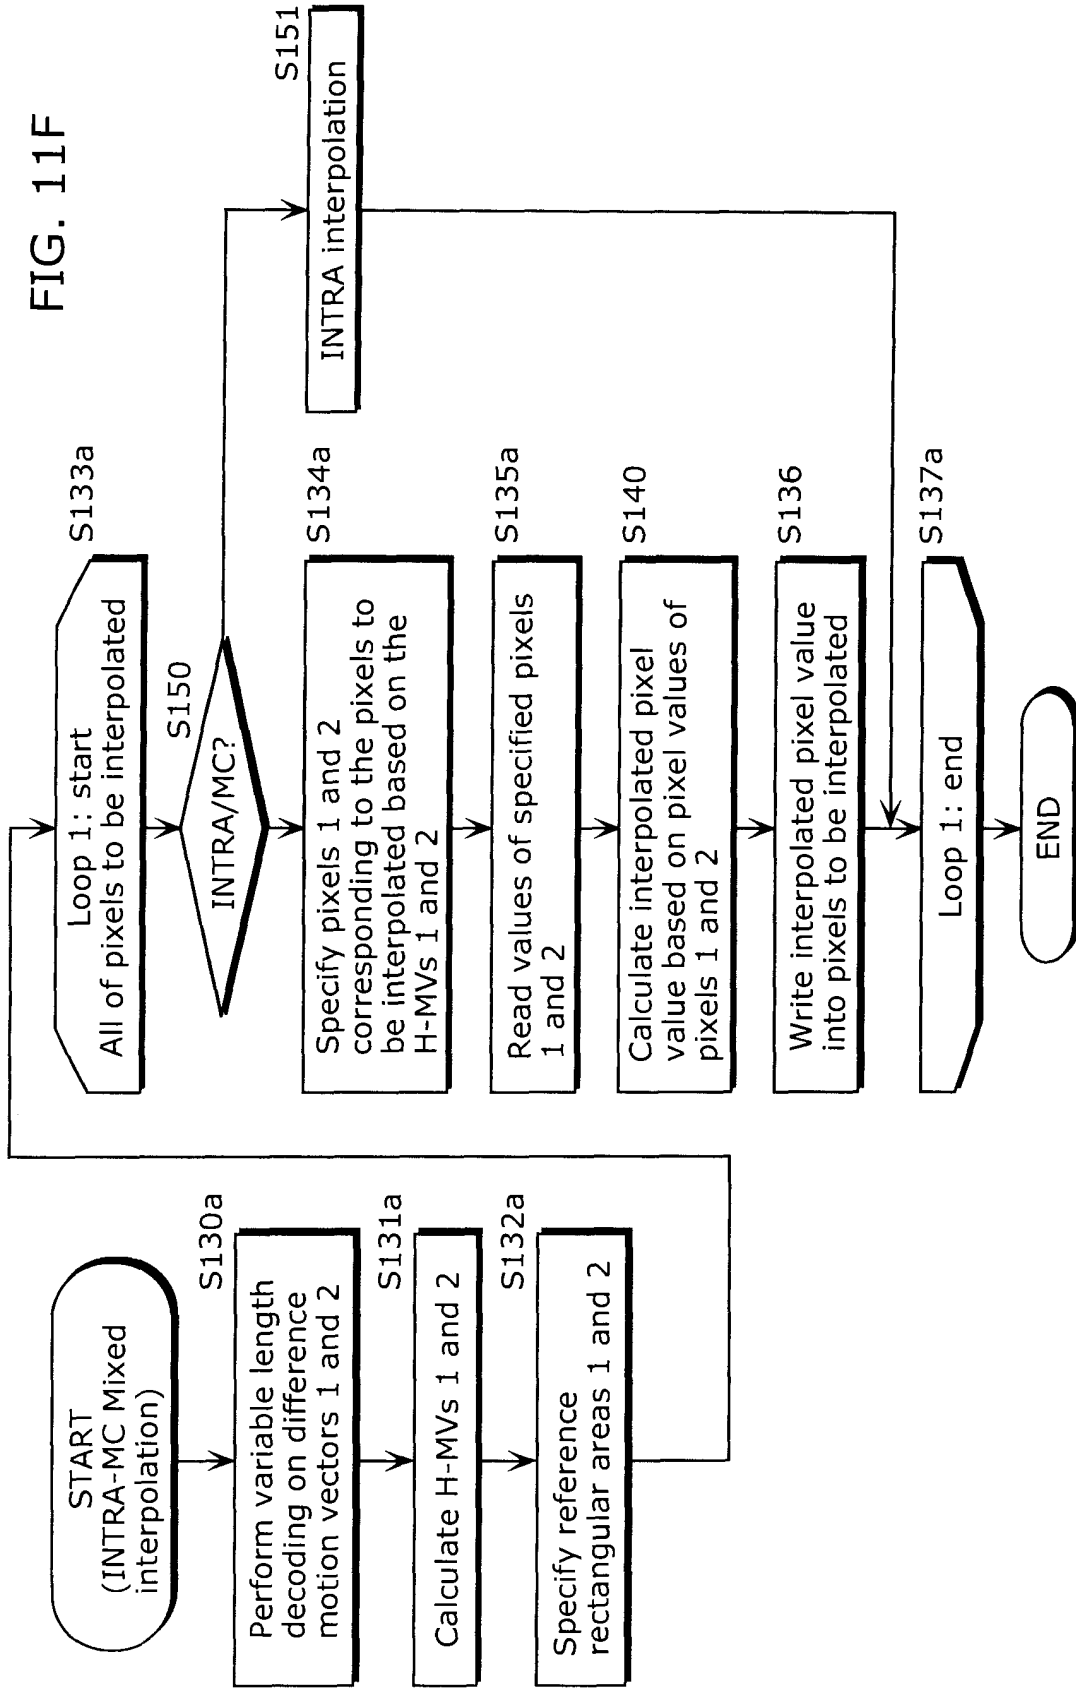 FIG. 11F
START
(INTRA-MC Mixed
interpolation)
S130a
Perform variable length
decoding on difference
motion vectors 1 and 2
S131a
Calculate H-MVs 1 and 2
S132a
Specify reference
rectangular areas 1 and 2
S133a
Loop 1: start
All of pixels to be interpolated
S150
INTRA/MC?
S151
INTRA interpolation
S134a
Specify pixels 1 and 2
corresponding to the pixels to
be interpolated based on the
H-MVs 1 and 2
S135a
Read values of specified pixels
1 and 2
S140
Calculate interpolated pixel
value based on pixel values of
pixels 1 and 2
S136
Write interpolated pixel value
into pixels to be interpolated
S137a
Loop 1: end
END